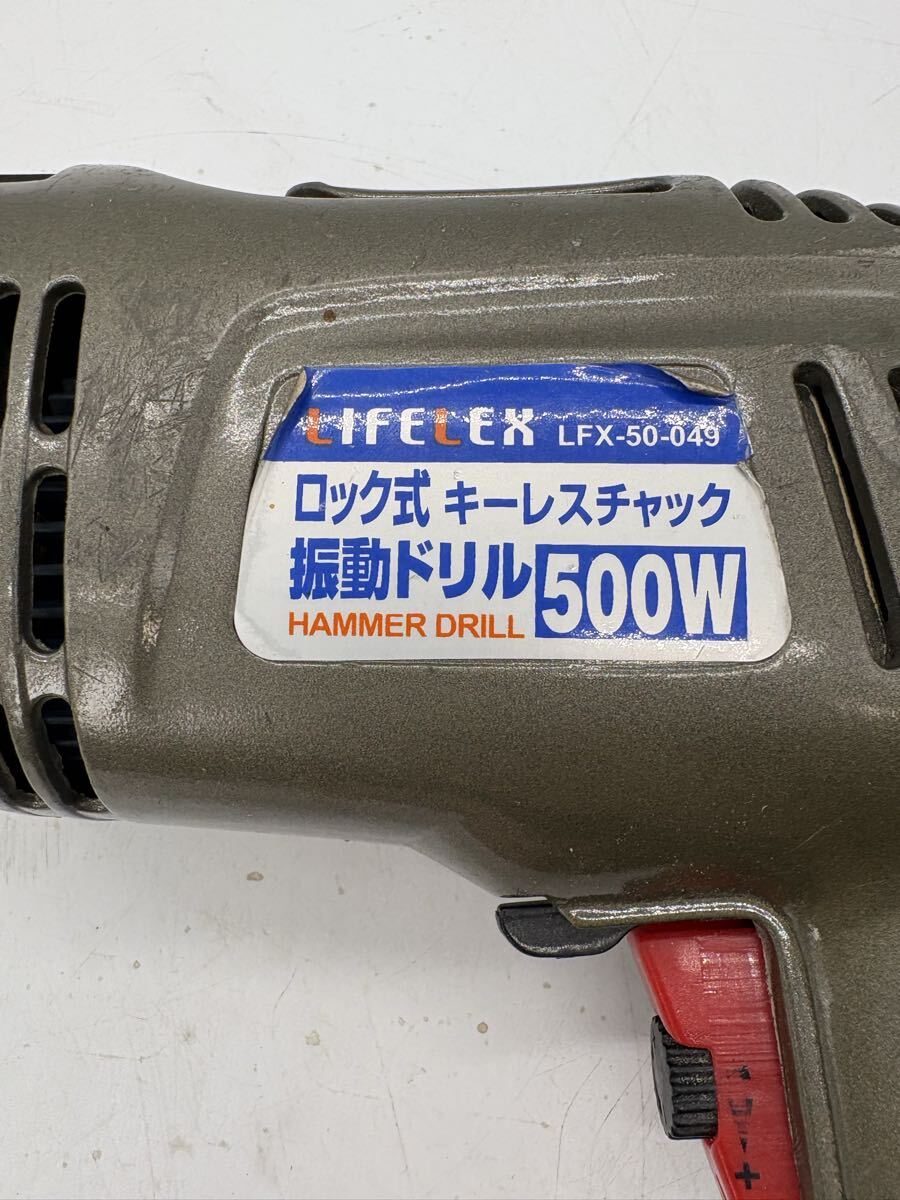 LIFELEX LFX-50-049
ロック式 キーレスチャック
振動ドリル 500W
HAMMER DRILL
+